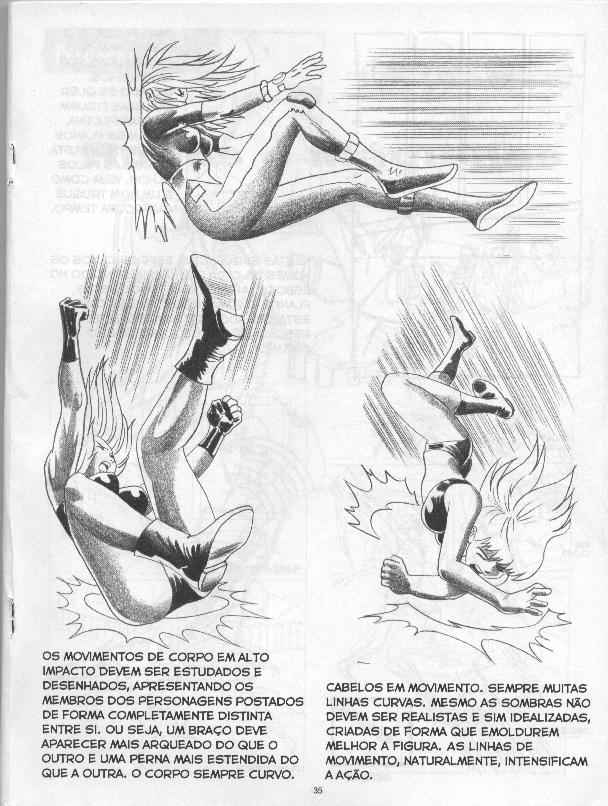 OS MOVIMENTOS DE CORPO EM ALTO
IMPACTO DEVEM SER ESTUDADOS E
DESENHADOS, APRESENTANDO OS
MEMBROS DOS PERSONAGENS POSTADOS
DE FORMA COMPLETAMENTE DISTINTA
ENTRE SI. OU SEJA, UM BRAÇO DEVE
APARECER MAIS ARQUEADO DO QUE O
OUTRO E UMA PERNA MAIS ESTENDIDA DO
QUE A OUTRA. O CORPO SEMPRE CURVO.
CABELOS EM MOVIMENTO. SEMPRE MUITAS
LINHAS CURVAS. MESMO AS SOMBRAS NÃO
DEVEM SER REALISTAS E SIM IDEALIZADAS,
CRIADAS DE FORMA QUE EMOLDUREM
MELHOR A FIGURA. AS LINHAS DE
MOVIMENTO, NATURALMENTE, INTENSIFICAM
A AÇÃO.
35